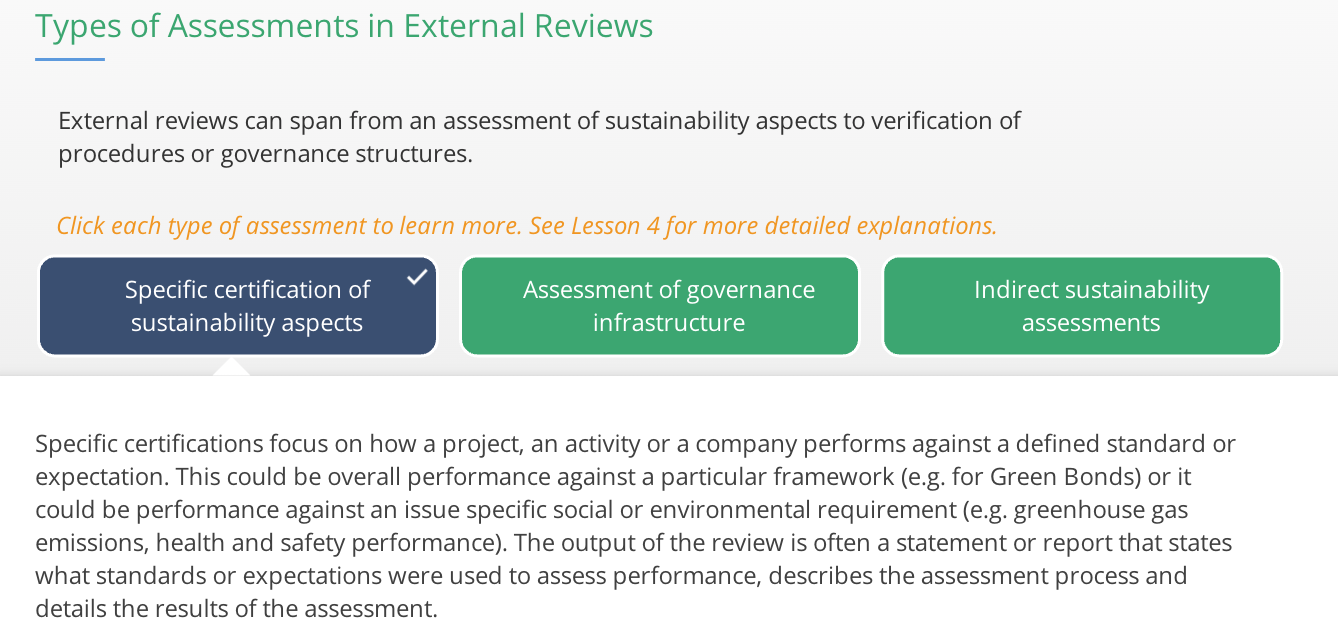 Types of Assessments in External Reviews
External reviews can span from an assessment of sustainability aspects to verification of
procedures or governance structures.
Click each type of assessment to learn more. See Lesson 4 for more detailed explanations.
Specific certification of
sustainability aspects
Assessment of governance
infrastructure
Indirect sustainability
assessments
Specific certifications focus on how a project, an activity or a company performs against a defined standard or
expectation. This could be overall performance against a particular framework (e.g. for Green Bonds) or it
could be performance against an issue specific social or environmental requirement (e.g. greenhouse gas
emissions, health and safety performance). The output of the review is often a statement or report that states
what standards or expectations were used to assess performance, describes the assessment process and
details the results of the assessment.